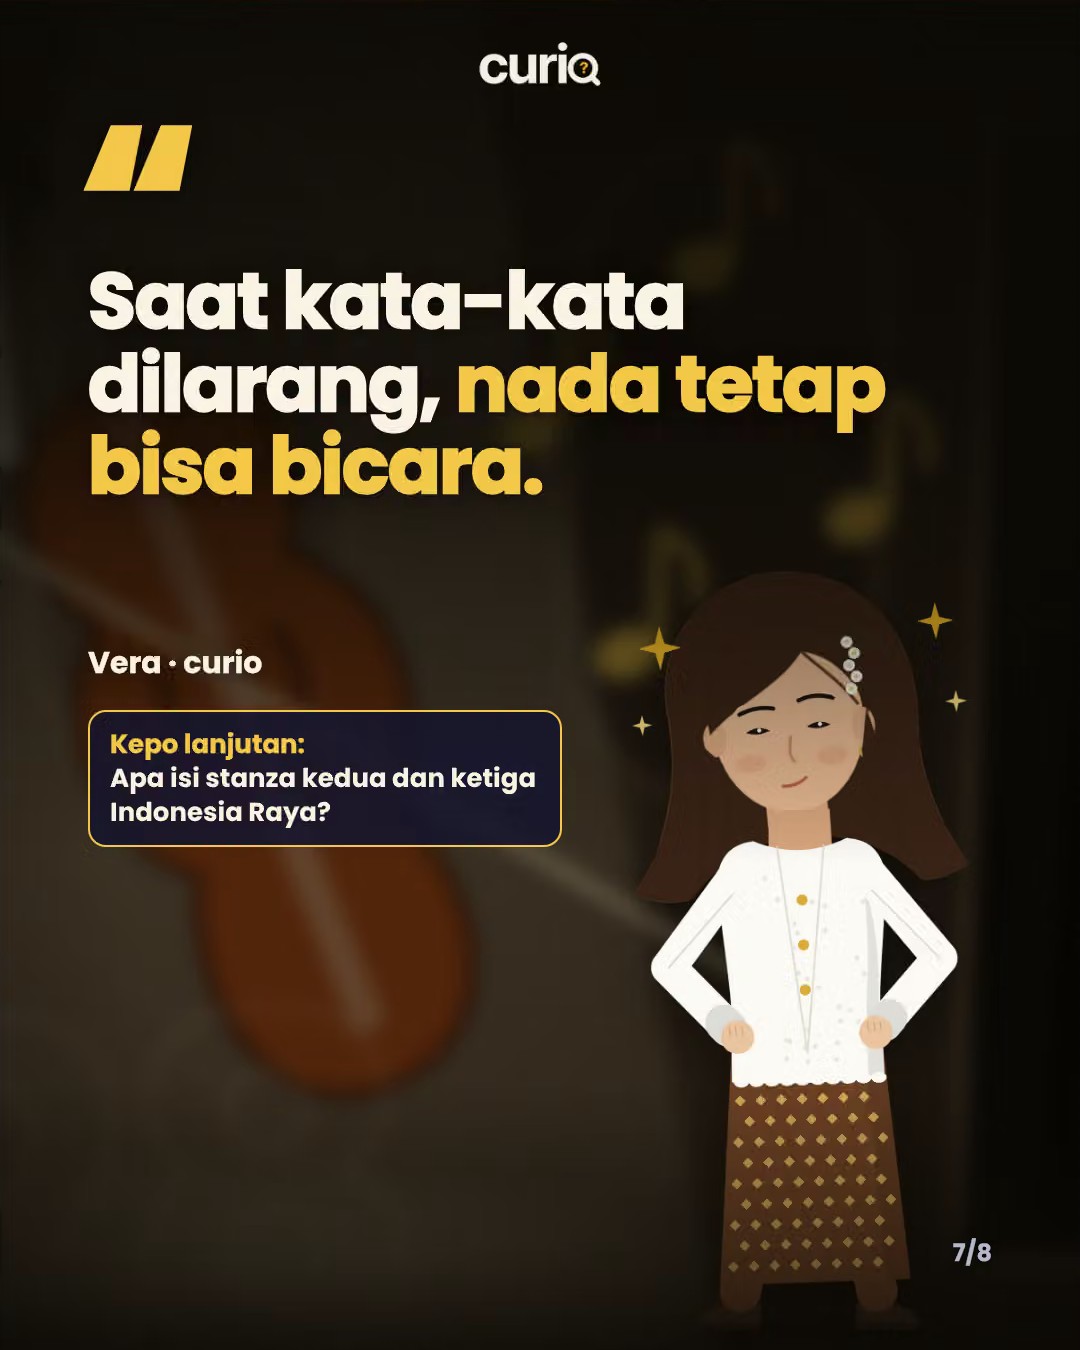 curio
Saat kata-kata
dilarang, nada tetap
bisa bicara.
Vera · curio
Kepo lanjutan:
Apa isi stanza kedua dan ketiga
Indonesia Raya?
7/8